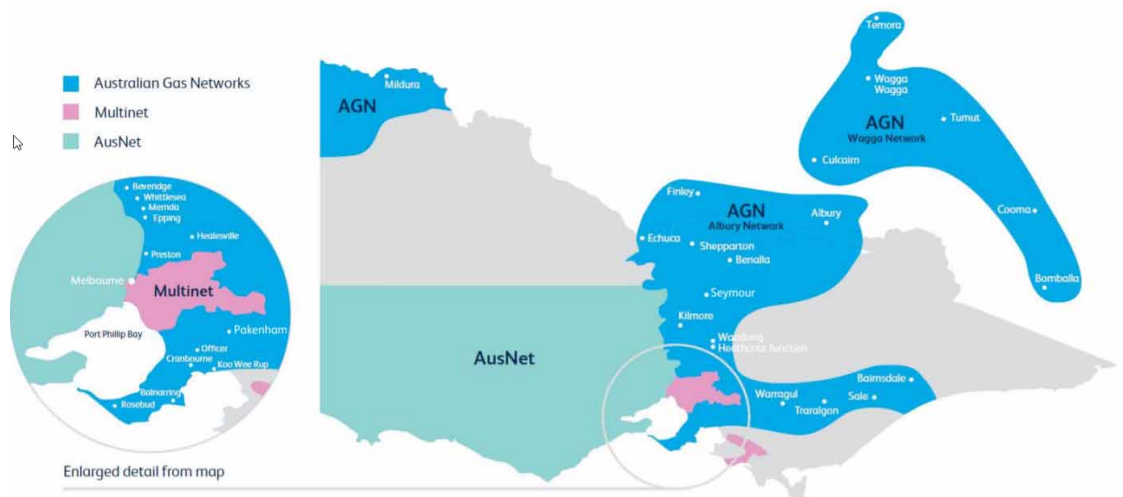 Australian Gas Networks
Multinet
AusNet
Beveridge
Whittlesea
Mernda
Epping
Healesville
Preston
Melbourne
Multinet
Port Phillip Bay
Pakenham
Officer
Cranbourne
Koo Wee Rup
Balnarring
Rosebud
Enlarged detail from map
Mildura
AGN
Temora
Wagga
Wagga
AGN
Wagga Network
Tumut
Culcairn
Cooma
Bomballa
Finley
AGN
Albury Network
Albury
Echuca
Shepparton
Benalla
Seymour
Kilmore
Wandong
Heathcote Junction
AusNet
Warragul
Traralgon
Sale
Bairnsdale